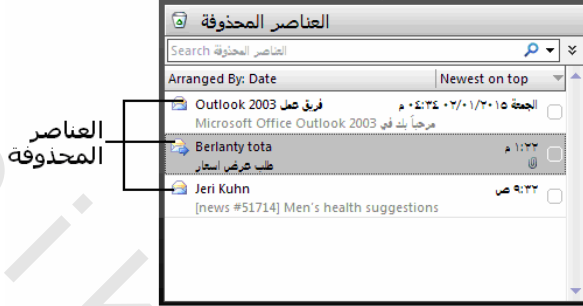 العناصر المحذوفة
Search العناصر المحذوفة
Arranged By: Date Newest on top
فريق عمل Outlook 2003 الجمعة ٠٢/٠١/٢٠١٥ ٠٤:٣٤ م
مرحباً بك في Microsoft Office Outlook 2003
Berlanty tota ١:٢٢ م
طلب عرض اسعار
Jeri Kuhn ٩:٣٢ ص
[news #51714] Men's health suggestions
العناصر
المحذوفة